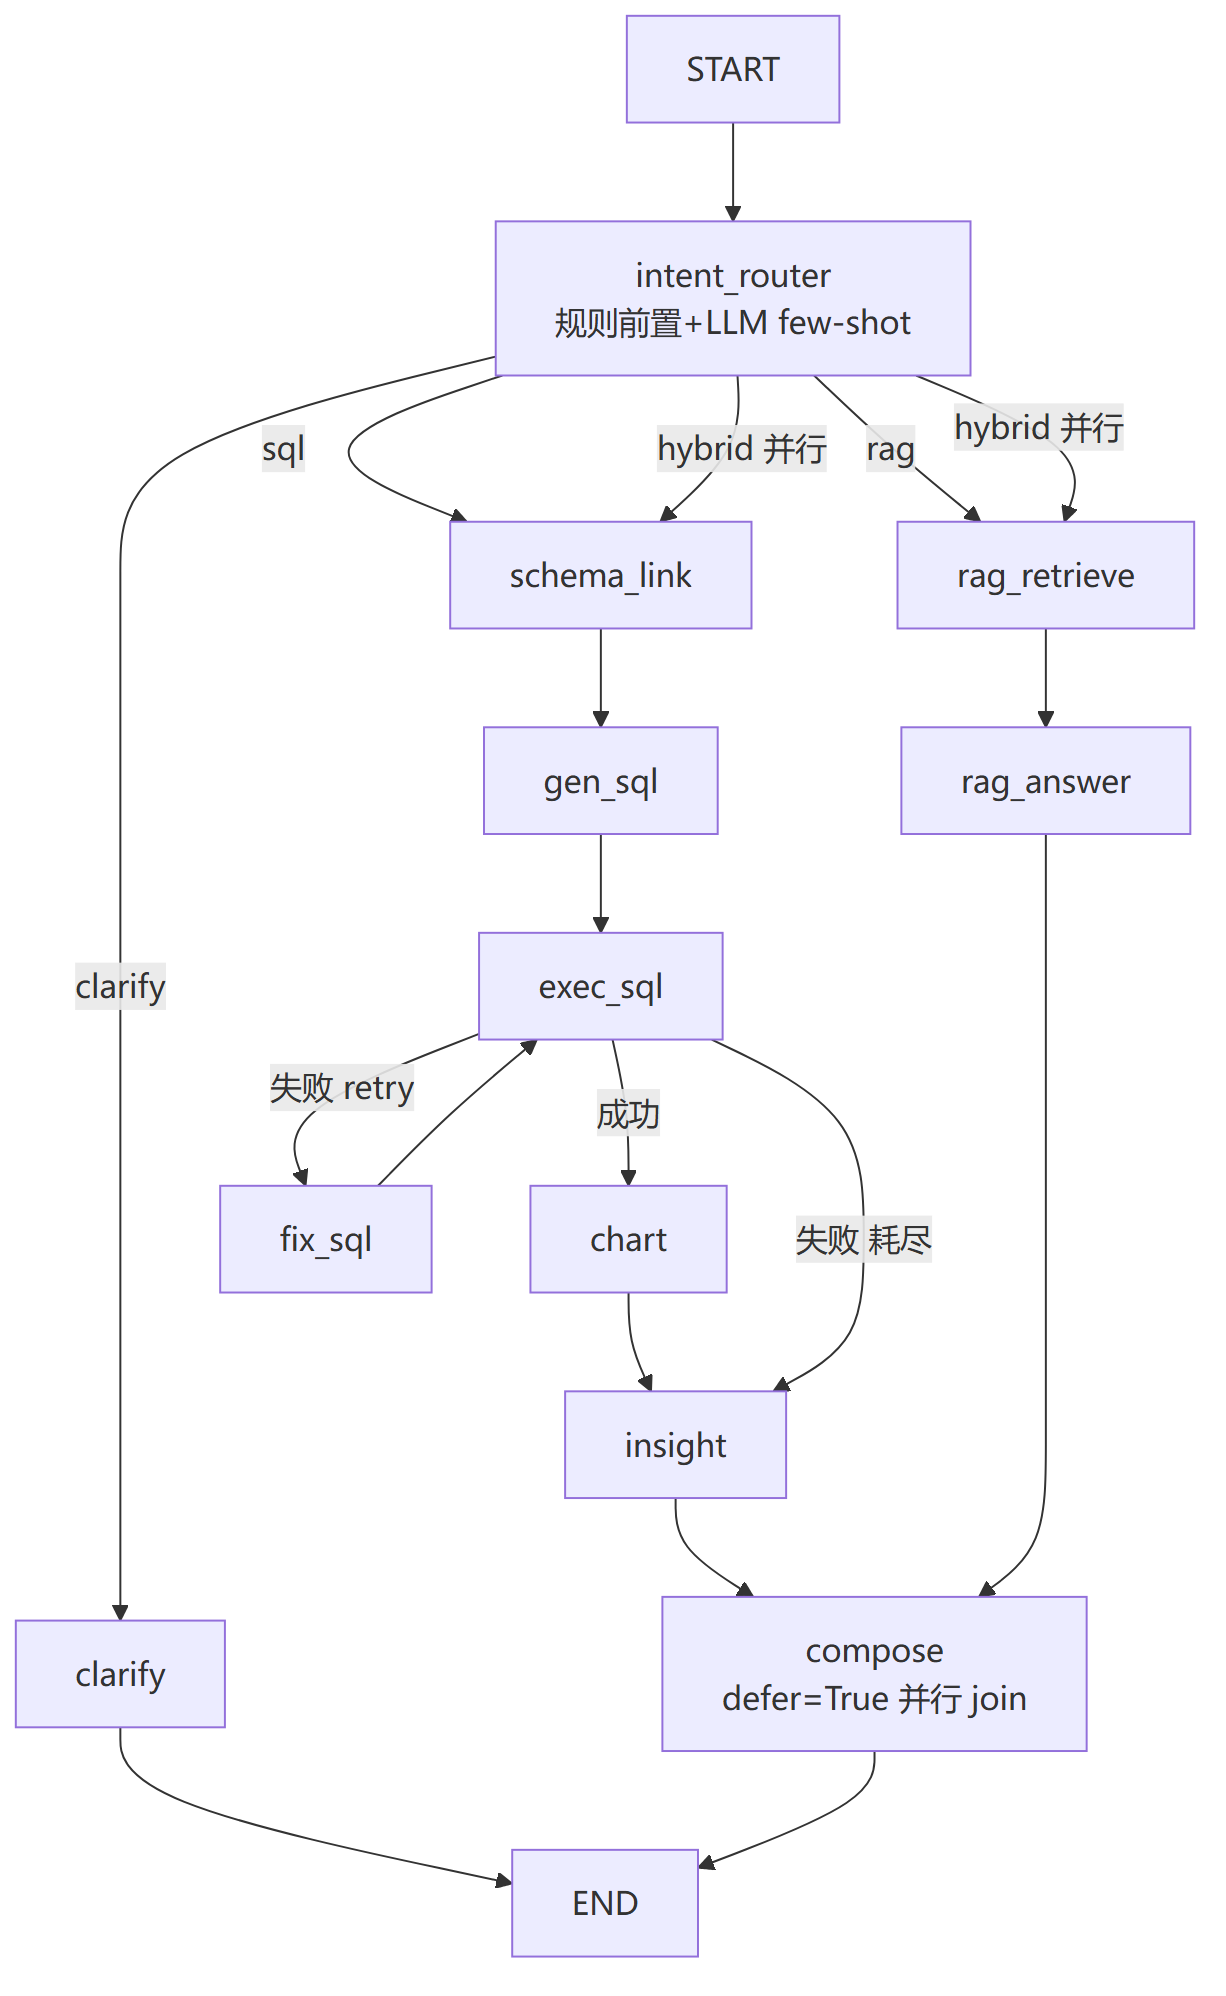 START
intent_router
规则前置+LLM few-shot
sql
hybrid 并行
rag
hybrid 并行
schema_link
rag_retrieve
gen_sql
rag_answer
clarify
exec_sql
失败 retry
成功
fix_sql
chart
失败 耗尽
insight
clarify
compose
defer=True 并行 join
END